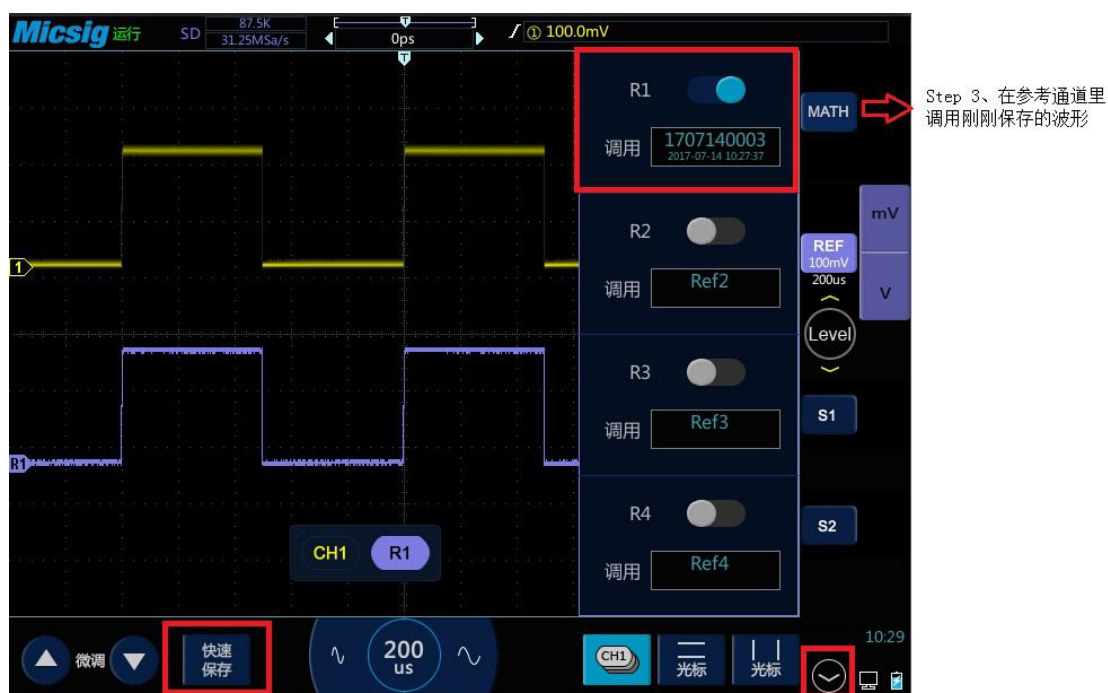 Micsig 运行 SD 87.5K
31.25MSa/s
T
0ps
① 100.0mV
T
R1
调用 1707140003
2017-07-14 10:27:37
MATH
Step 3、在参考通道里
调用刚刚保存的波形
R2
调用 Ref2
mV
REF
100mV
200us
V
Level
1
R3
调用 Ref3
S1
R1
R4
调用 Ref4
S2
CH1 R1
微调
快速
保存
200
us
CH1
光标
光标
10:29